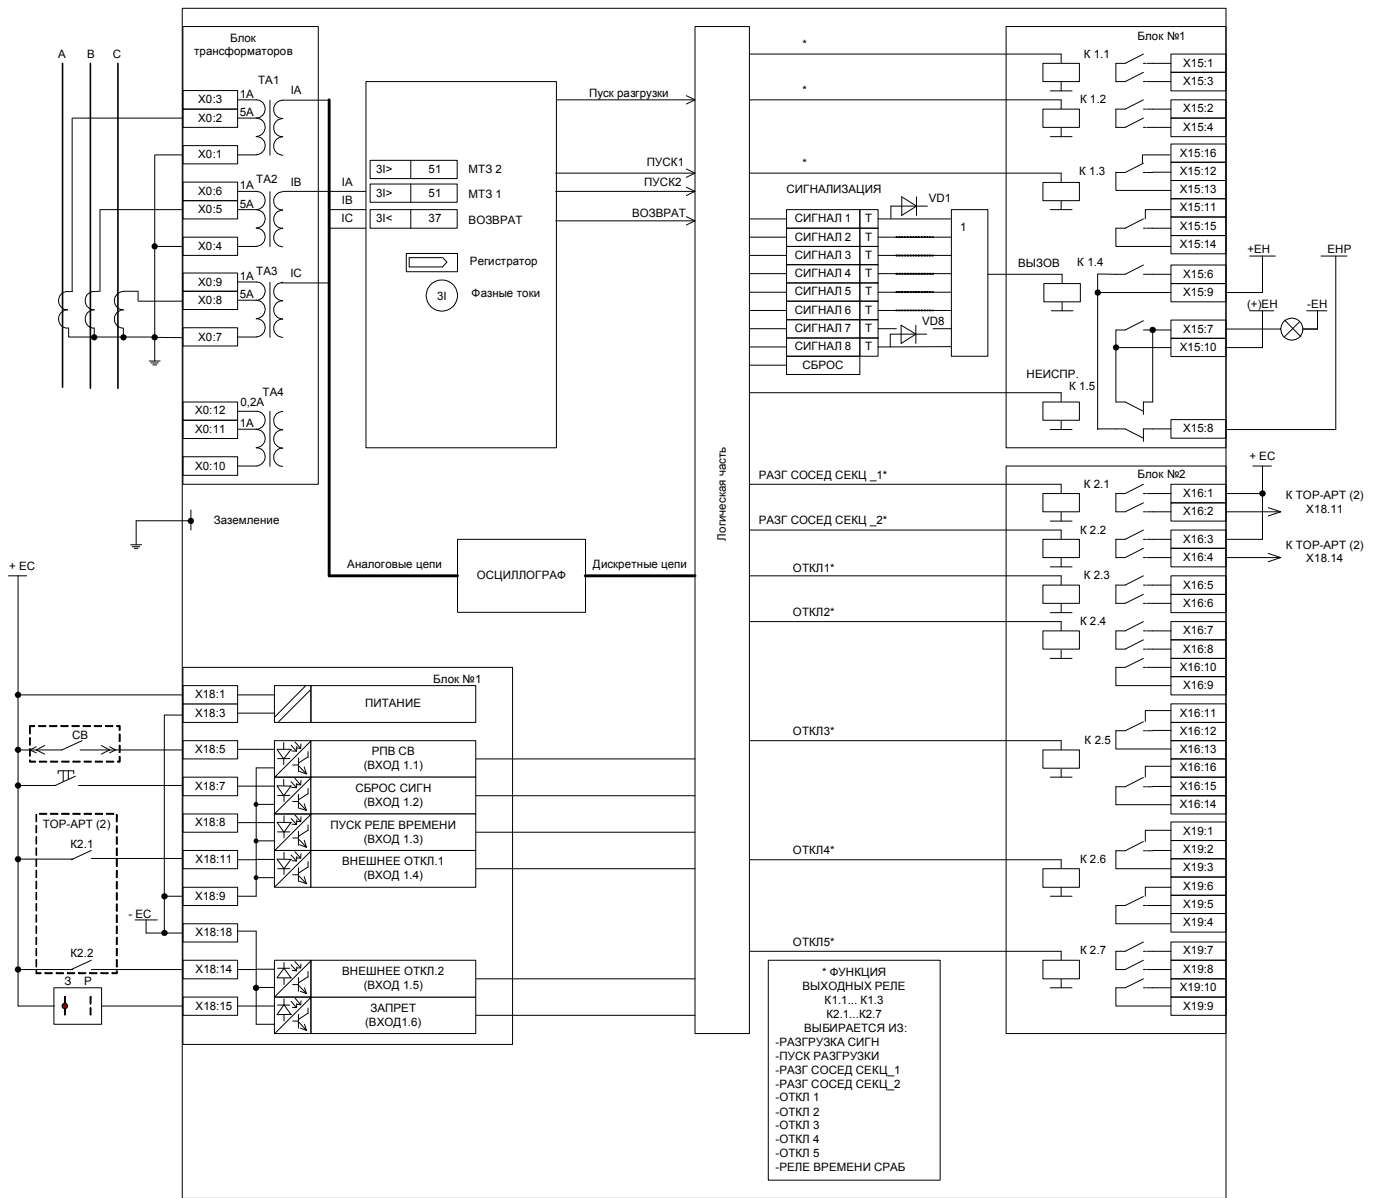 A
B
C
Блок
трансформаторов
TA1
IA
X0:3
1A
X0:2
5A
X0:1
TA2
IB
X0:6
1A
X0:5
5A
X0:4
TA3
IC
X0:9
1A
X0:8
5A
X0:7
TA4
0,2A
X0:12
X0:11
1A
X0:10
Заземление
IA
IB
IC
3I>
51
МТЗ 2
3I>
51
МТЗ 1
3I<
37
ВОЗВРАТ
Регистратор
3I
Фазные токи
Пуск разгрузки
ПУСК1
ПУСК2
ВОЗВРАТ
Аналоговые цепи
ОСЦИЛЛОГРАФ
Дискретные цепи
Логическая часть
*
*
*
СИГНАЛИЗАЦИЯ
СИГНАЛ 1
T
СИГНАЛ 2
T
СИГНАЛ 3
T
СИГНАЛ 4
T
СИГНАЛ 5
T
СИГНАЛ 6
T
СИГНАЛ 7
T
СИГНАЛ 8
T
СБРОС
VD1
VD8
1
ВЫЗОВ
НЕИСПР.
Блок №1
К 1.1
X15:1
X15:3
К 1.2
X15:2
X15:4
К 1.3
X15:16
X15:12
X15:13
X15:11
X15:15
X15:14
К 1.4
X15:6
X15:9
X15:7
X15:10
К 1.5
X15:8
+ЕН
ЕНР
(+)ЕН
-ЕН
+ ЕС
РАЗГ СОСЕД СЕКЦ _1*
РАЗГ СОСЕД СЕКЦ _2*
ОТКЛ1*
ОТКЛ2*
ОТКЛ3*
ОТКЛ4*
ОТКЛ5*
Блок №2
К 2.1
X16:1
X16:2
К ТОР-АРТ (2)
X18.11
К 2.2
X16:3
X16:4
К ТОР-АРТ (2)
X18.14
К 2.3
X16:5
X16:6
К 2.4
X16:7
X16:8
X16:10
X16:9
К 2.5
X16:11
X16:12
X16:13
X16:16
X16:15
X16:14
К 2.6
X19:1
X19:2
X19:3
X19:6
X19:5
X19:4
К 2.7
X19:7
X19:8
X19:10
X19:9
+ ЕС
Блок №1
X18:1
X18:3
ПИТАНИЕ
СВ
X18:5
РПВ СВ
(ВХОД 1.1)
X18:7
СБРОС СИГН
(ВХОД 1.2)
X18:8
ПУСК РЕЛЕ ВРЕМЕНИ
(ВХОД 1.3)
ТОР-АРТ (2)
К2.1
X18:11
ВНЕШНЕЕ ОТКЛ.1
(ВХОД 1.4)
X18:9
- ЕС
X18:18
К2.2
X18:14
ВНЕШНЕЕ ОТКЛ.2
(ВХОД 1.5)
З Р
X18:15
ЗАПРЕТ
(ВХОД1.6)
* ФУНКЦИЯ
ВЫХОДНЫХ РЕЛЕ
К1.1... К1.3
К2.1...К2.7
ВЫБИРАЕТСЯ ИЗ:
-РАЗГРУЗКА СИГН
-ПУСК РАЗГРУЗКИ
-РАЗГ СОСЕД СЕКЦ_1
-РАЗГ СОСЕД СЕКЦ_2
-ОТКЛ 1
-ОТКЛ 2
-ОТКЛ 3
-ОТКЛ 4
-ОТКЛ 5
-РЕЛЕ ВРЕМЕНИ СРАБ